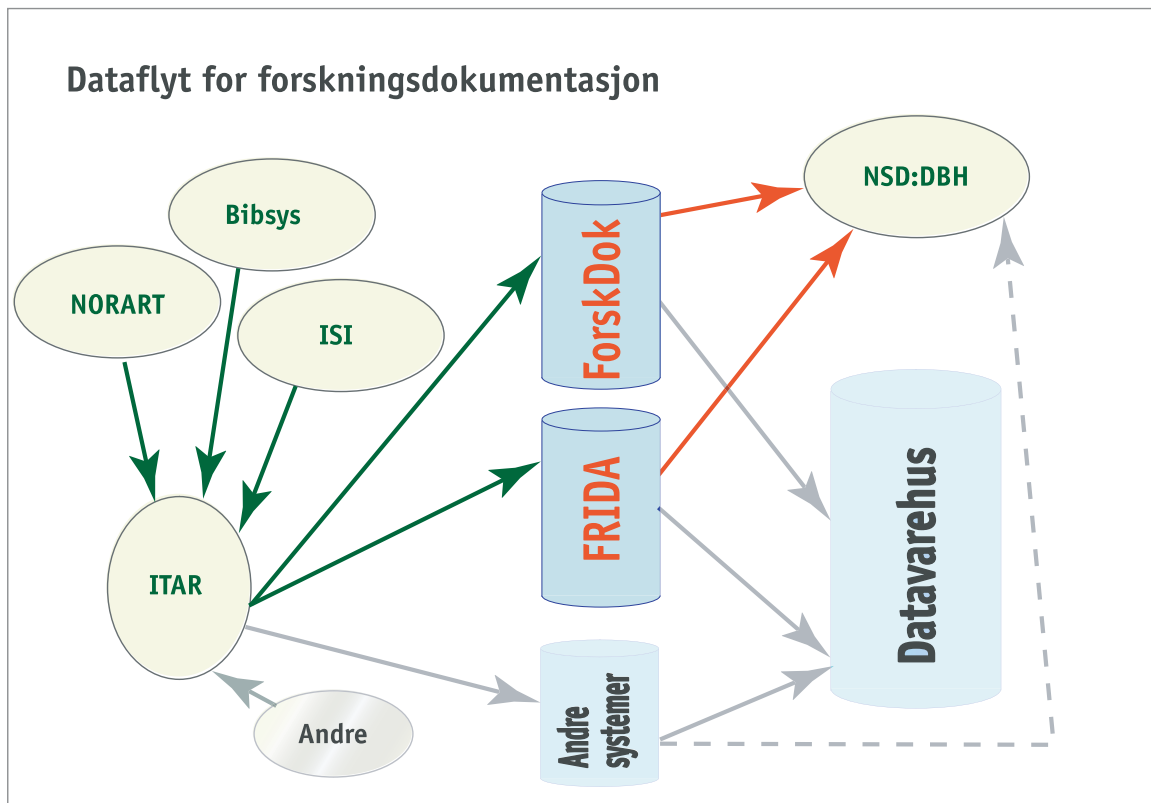 Dataflyt for forskningsdokumentasjon
NSD:DBH
Bibsys
NORART
ISI
ForskDok
FRIDA
Datavarehus
ITAR
Andre
systemer
Andre